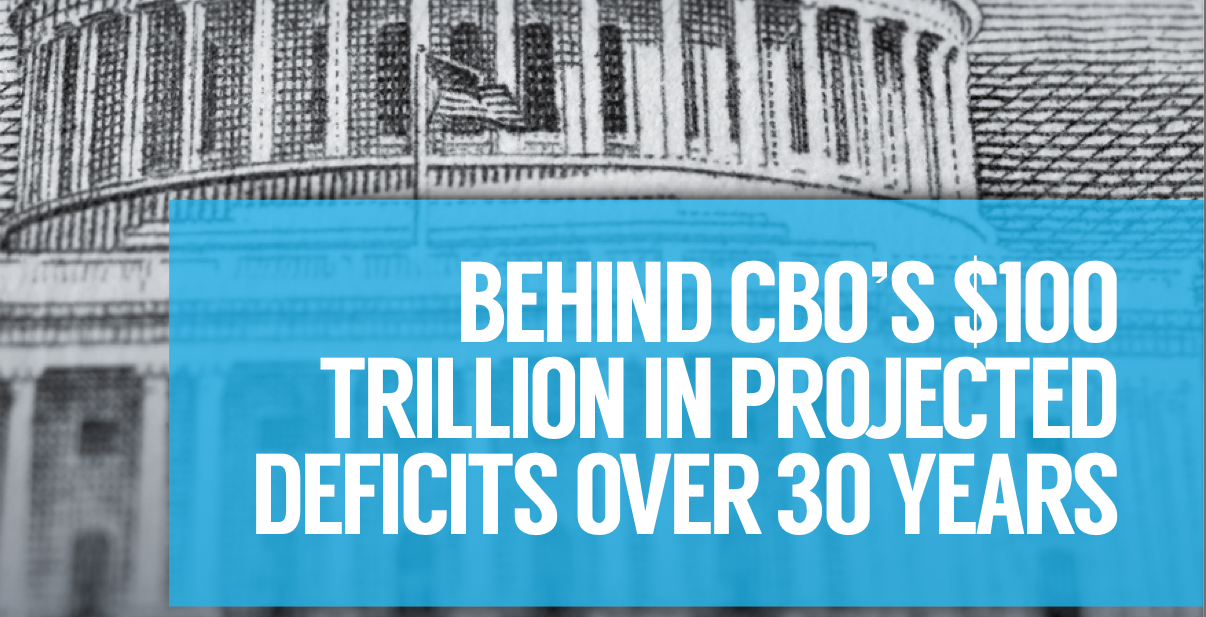 BEHIND CBO’S $100
TRILLION IN PROJECTED
DEFICITS OVER 30 YEARS